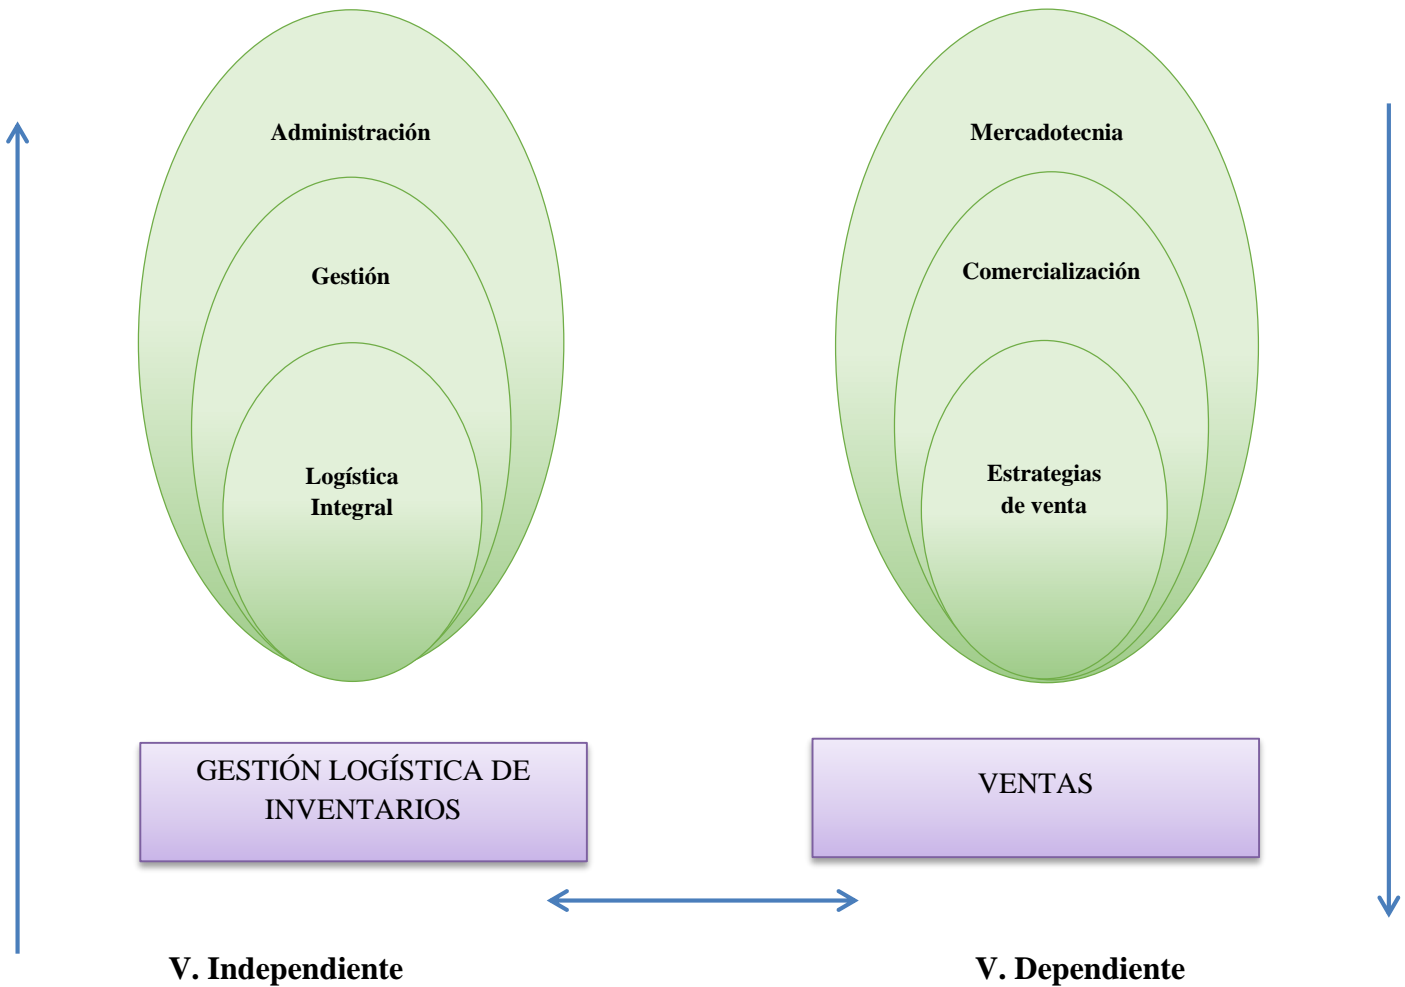 Administración
Gestión
Logística
Integral
GESTIÓN LOGÍSTICA DE
INVENTARIOS
V. Independiente
Mercadotecnia
Comercialización
Estrategias
de venta
VENTAS
V. Dependiente